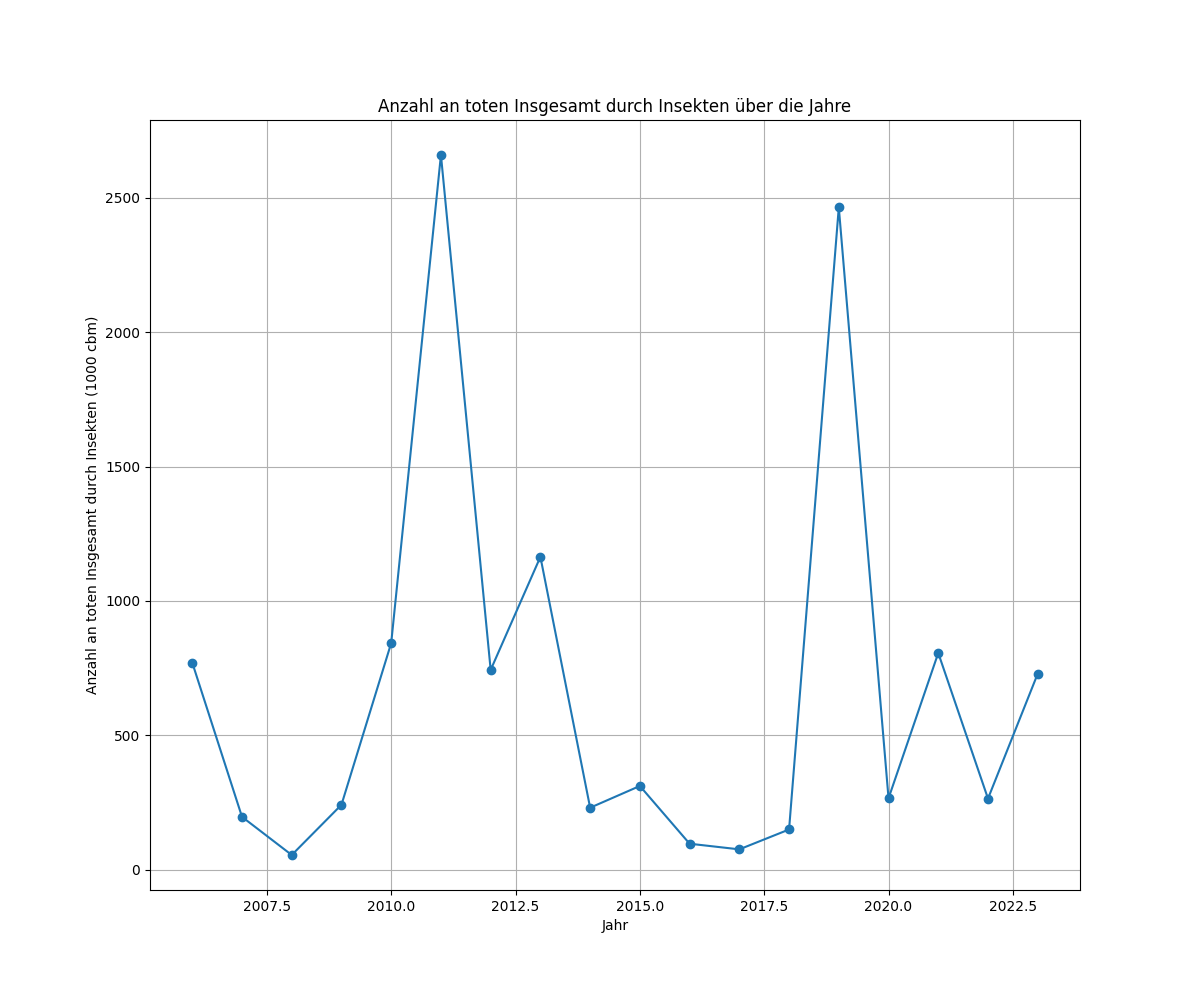 Anzahl an toten Insgesamt durch Insekten über die Jahre
Anzahl an toten Insgesamt durch Insekten (1000 cbm)
2500
2000
1500
1000
500
0
2007.5 2010.0 2012.5 2015.0 2017.5 2020.0 2022.5
Jahr